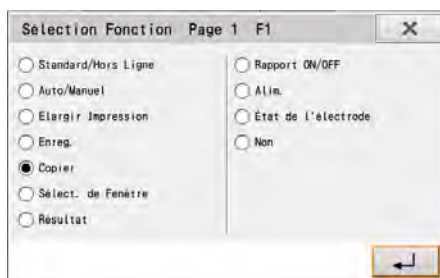 Sélection Fonction Page 1 F1
Standard/Hors Ligne
Auto/Manuel
Elargir Impression
Enreg.
Copier
Sélect. de Fenêtre
Résultat
Rapport ON/OFF
Alim.
État de l'électrode
Non